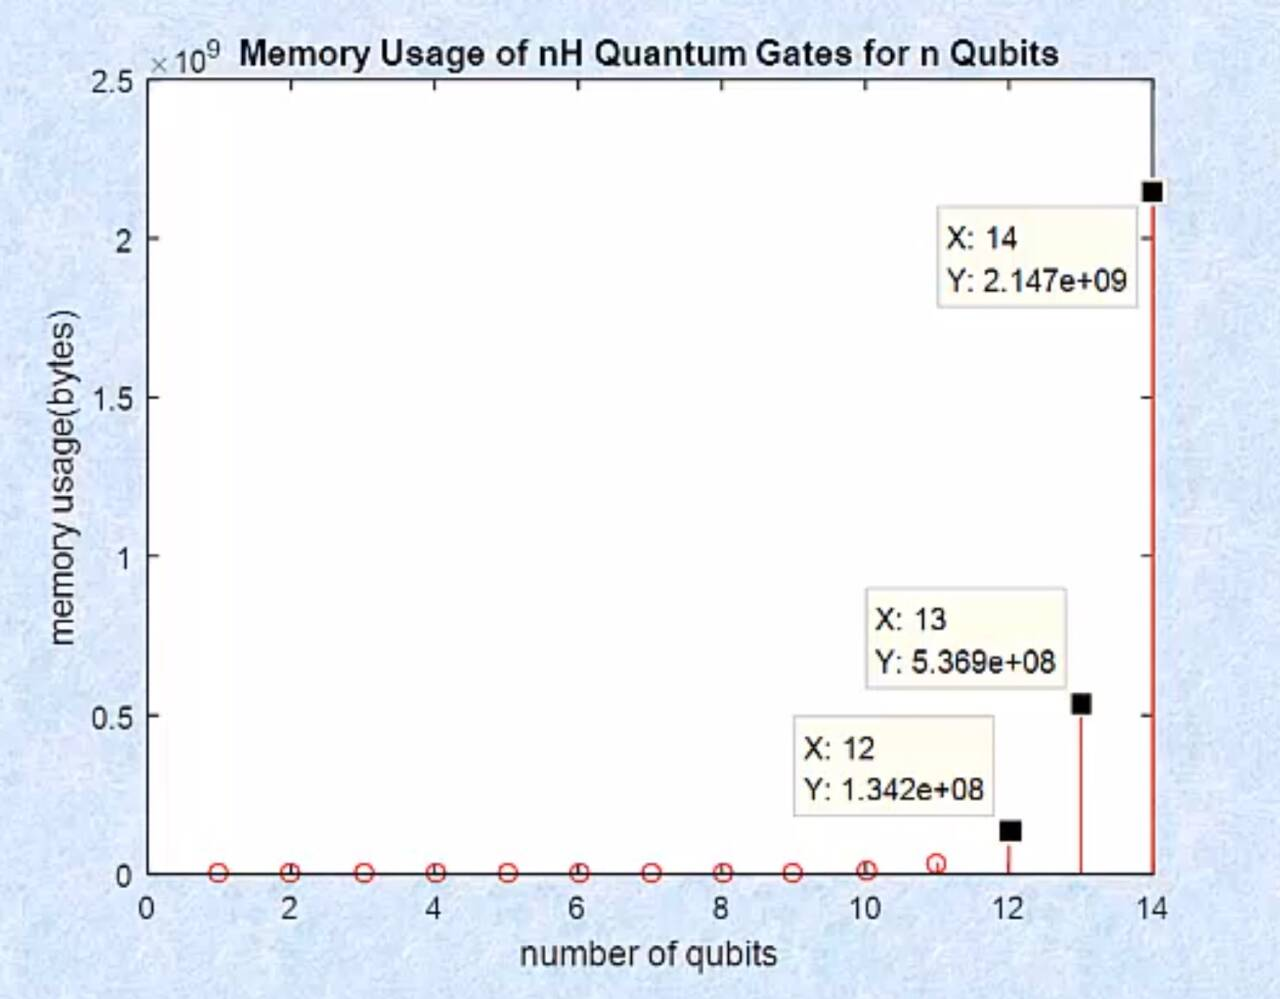 × 10⁹ Memory Usage of nH Quantum Gates for n Qubits
2.5
2
1.5
1
0.5
0
memory usage(bytes)
X: 14
Y: 2.147e+09
X: 13
Y: 5.369e+08
X: 12
Y: 1.342e+08
0 2 4 6 8 10 12 14
number of qubits